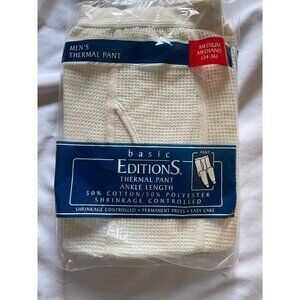 MEN'S
THERMAL PANT
MEDIUM
MEDIANO
(34-36)
basic
EDITIONS
THERMAL PANT
ANKLE LENGTH
50% COTTON/50% POLYESTER
SHRINKAGE CONTROLLED
PANT
SHRINKAGE CONTROLLED • PERMANENT PRESS • EASY CARE